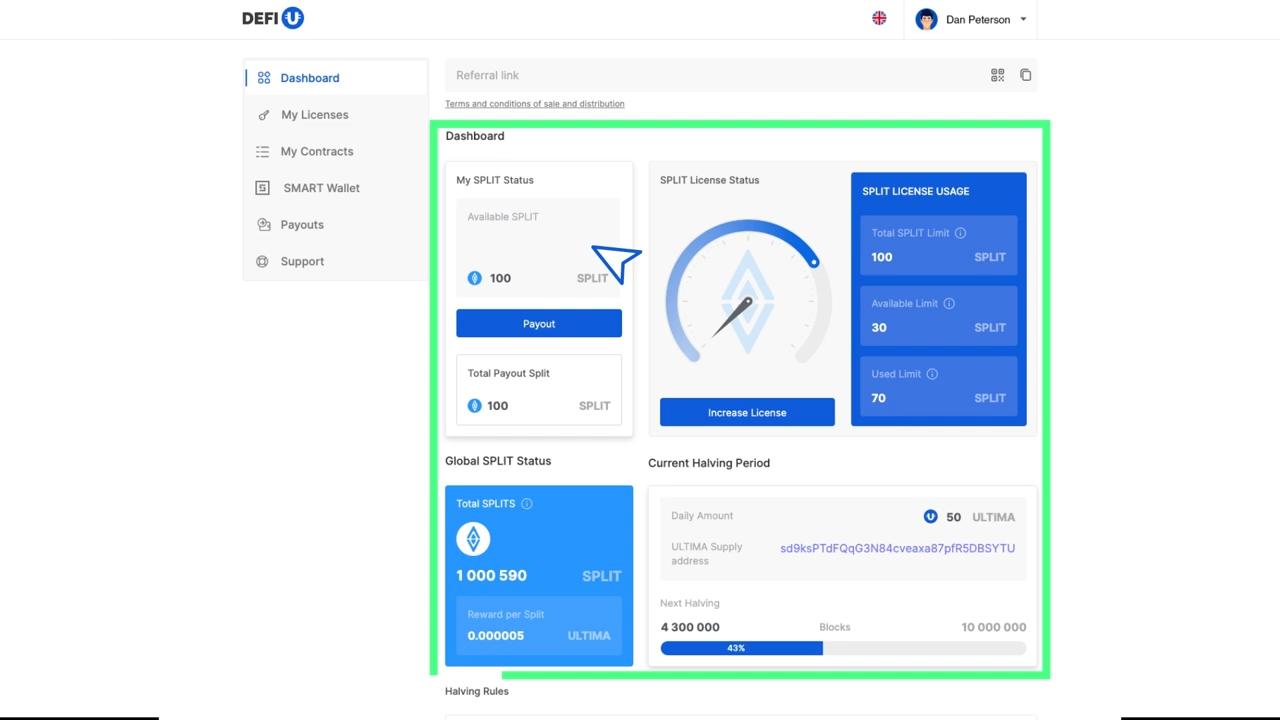 DEFI U
Dan Peterson
Dashboard
My Licenses
My Contracts
SMART Wallet
Payouts
Support
Referral link
Terms and conditions of sale and distribution
Dashboard
My SPLIT Status
Available SPLIT
100 SPLIT
Payout
Total Payout Split
100 SPLIT
SPLIT License Status
Increase License
SPLIT LICENSE USAGE
Total SPLIT Limit
100 SPLIT
Available Limit
30 SPLIT
Used Limit
70 SPLIT
Global SPLIT Status
Total SPLITS
1 000 590 SPLIT
Reward per Split
0.000005 ULTIMA
Current Halving Period
Daily Amount 50 ULTIMA
ULTIMA Supply
address
sd9ksPTdFQqG3N84cveaxa87pfR5DBSYTU
Next Halving
4 300 000 Blocks 10 000 000
43%
Halving Rules